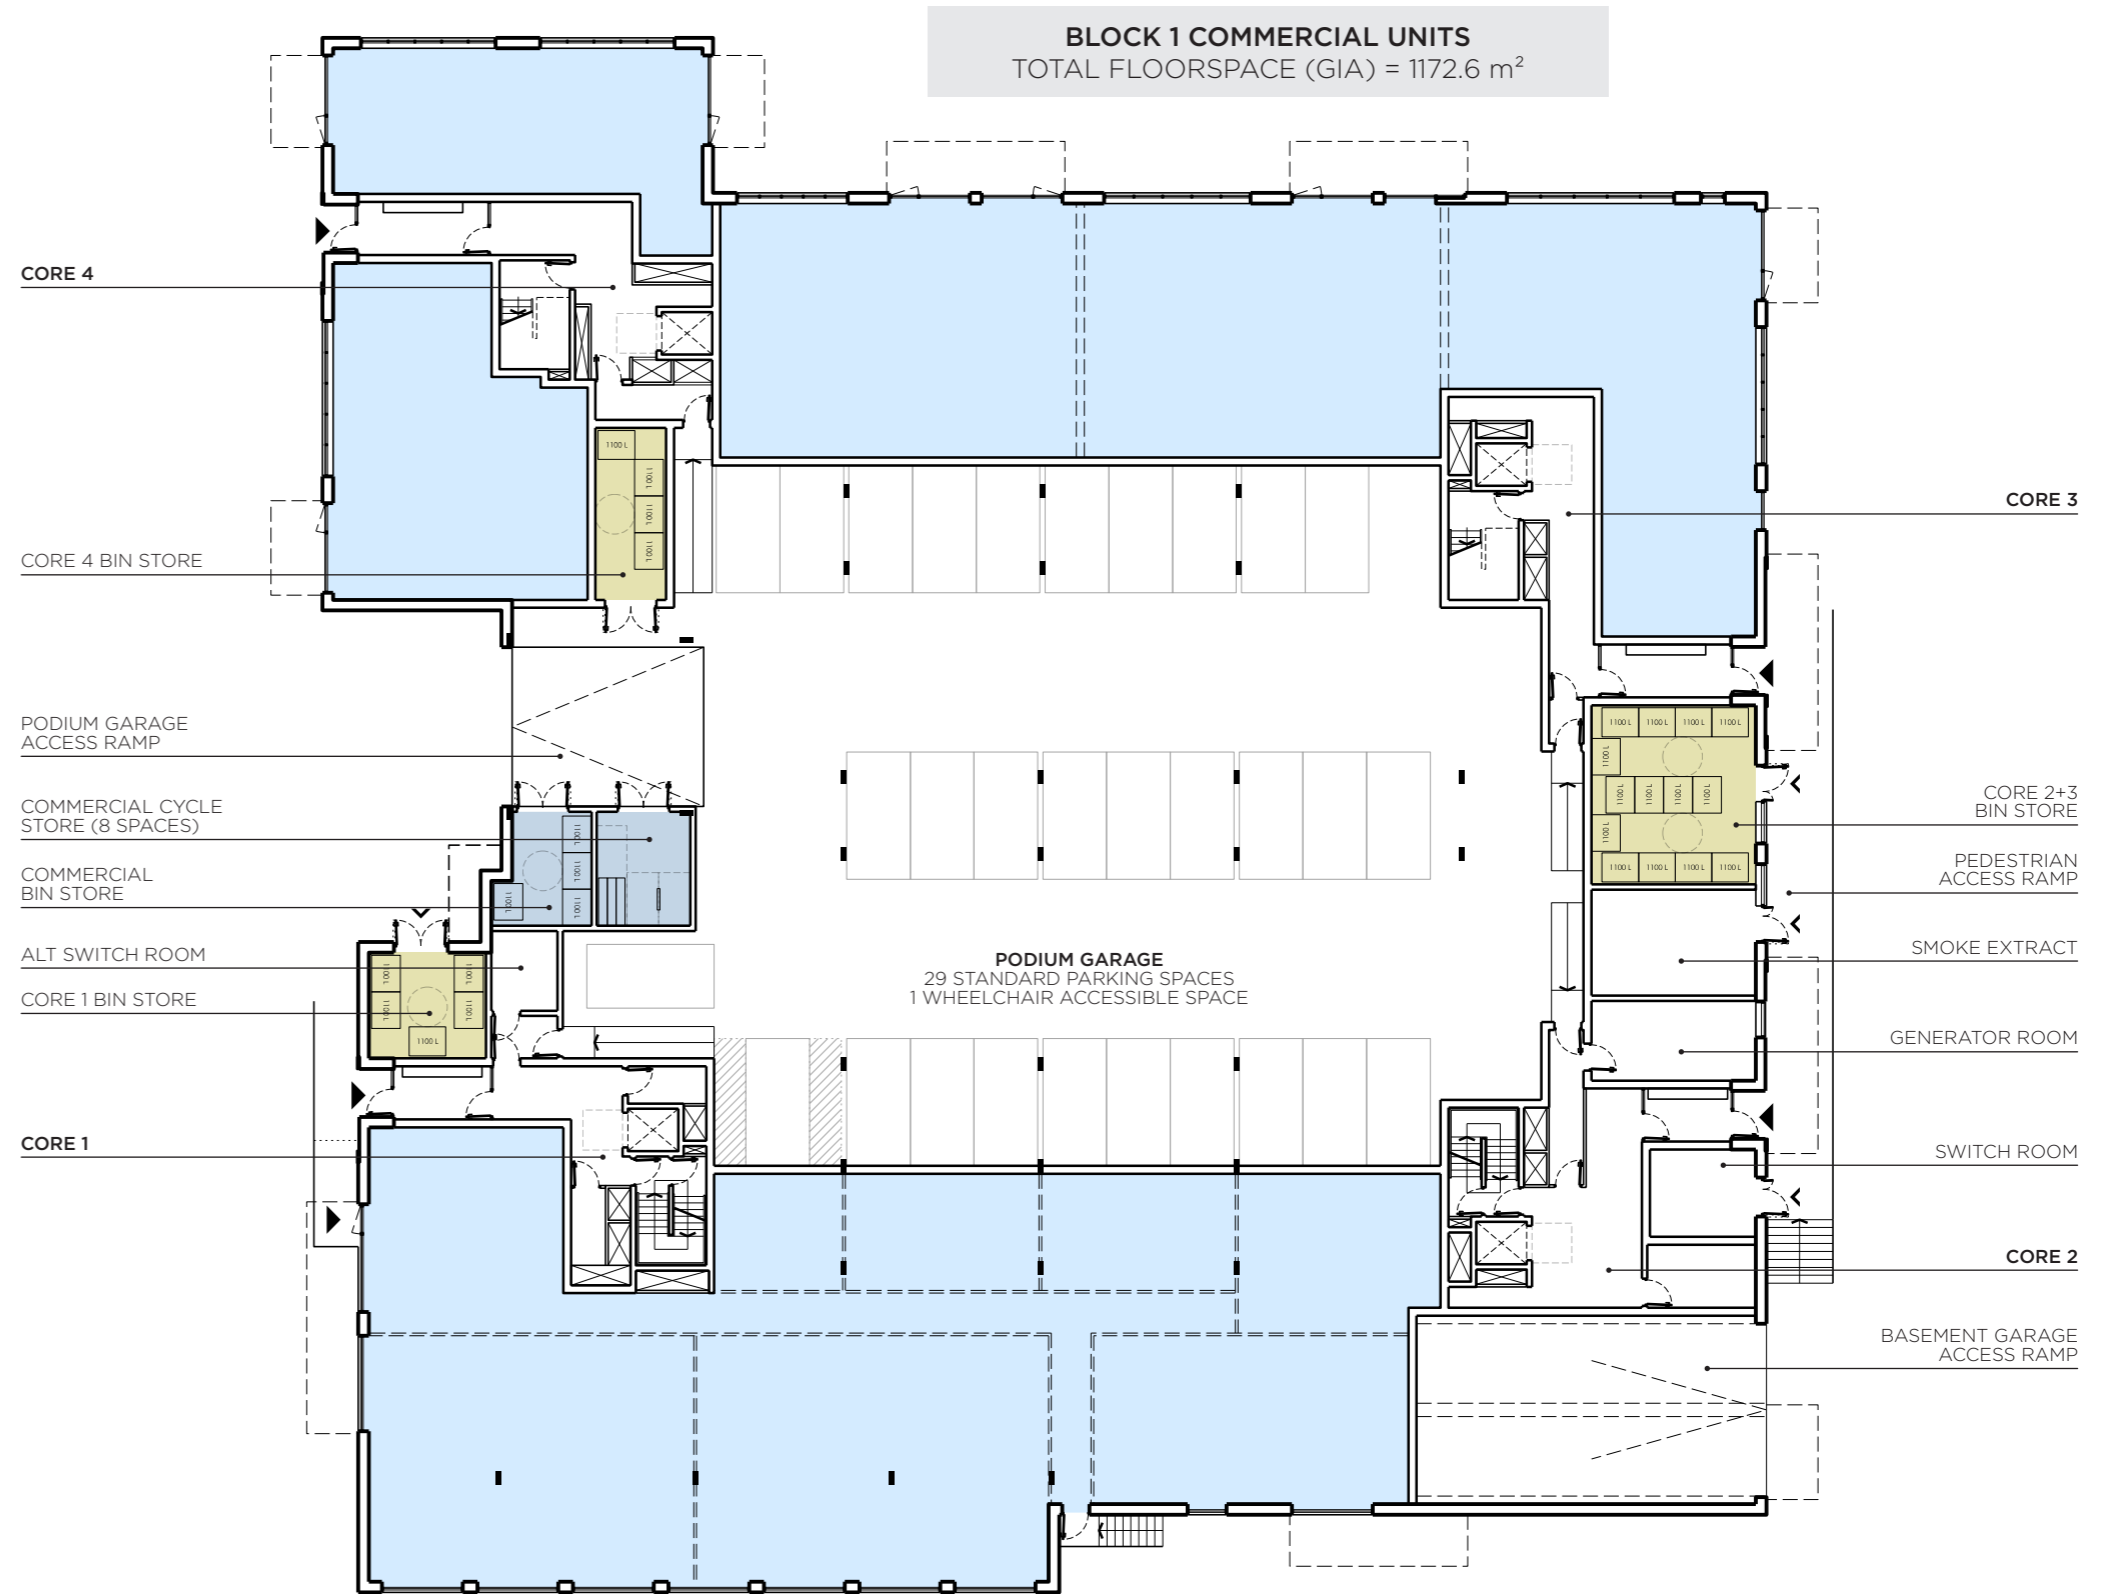 BLOCK 1 COMMERCIAL UNITS
TOTAL FLOORSPACE (GIA) = 1172.6 m²
CORE 4
CORE 4 BIN STORE
PODIUM GARAGE
ACCESS RAMP
COMMERCIAL CYCLE
STORE (8 SPACES)
COMMERCIAL
BIN STORE
ALT SWITCH ROOM
CORE 1 BIN STORE
CORE 1
1100 L
1100 L
1100 L
1100 L
1100 L
1100 L
1100 L
1100 L
1100 L
1100 L
1100 L
1100 L
1100 L
1100 L
PODIUM GARAGE
29 STANDARD PARKING SPACES
1 WHEELCHAIR ACCESSIBLE SPACE
1100 L
1100 L
1100 L
1100 L
1100 L
1100 L
1100 L
1100 L
1100 L
1100 L
1100 L
1100 L
1100 L
1100 L
CORE 3
CORE 2+3
BIN STORE
PEDESTRIAN
ACCESS RAMP
SMOKE EXTRACT
GENERATOR ROOM
SWITCH ROOM
CORE 2
BASEMENT GARAGE
ACCESS RAMP